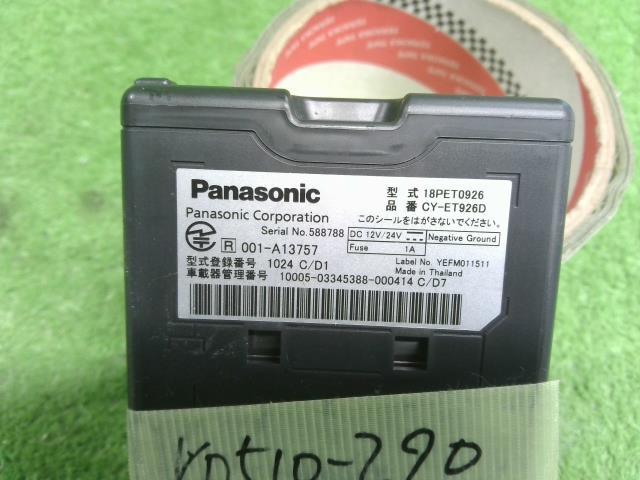 Panasonic
Panasonic Corporation
Serial No.588788
R 001-A13757
型式登録番号 1024 C/D1
車載器管理番号 10005-03345388-000414 C/D7
型 式 18PET0926
品 番 CY-ET926D
このシールをはがさないでください。
DC 12V/24V Negative Ground
Fuse 1A
Label No. YEFM011511
Made in Thailand